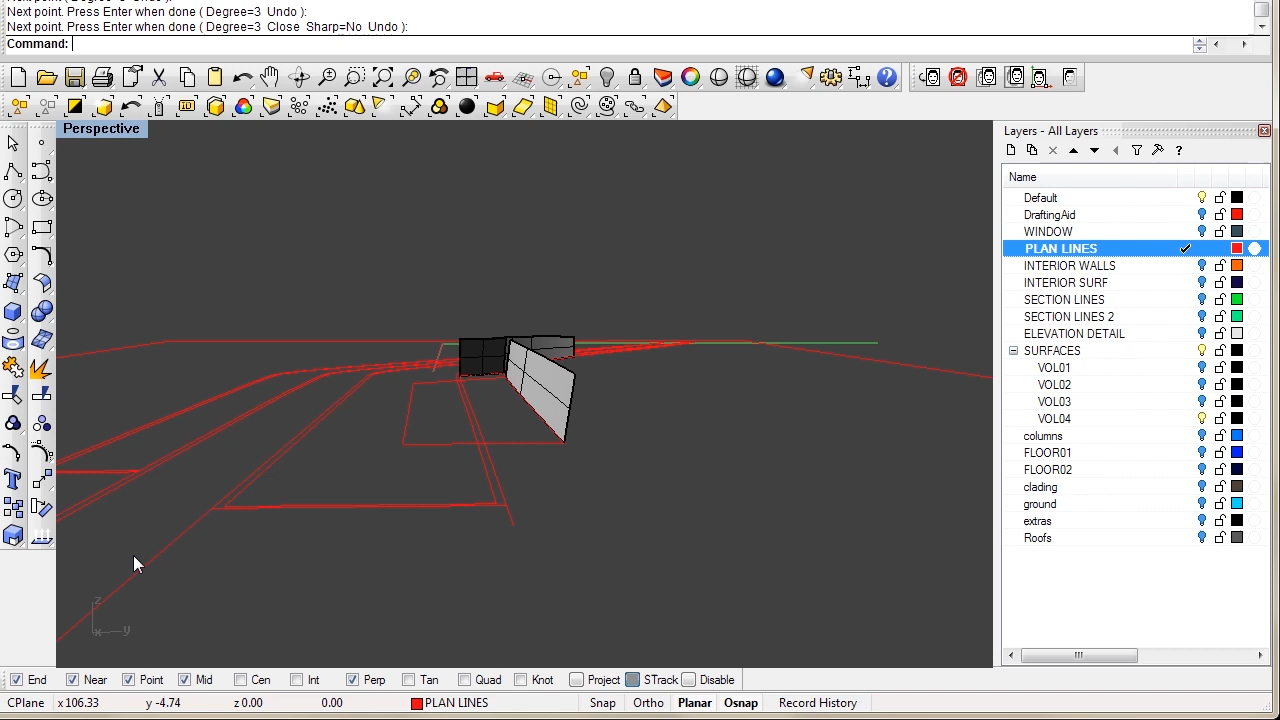 Next point. Press Enter when done ( Degree=3  Undo ):
Next point. Press Enter when done ( Degree=3  Close  Sharp=No  Undo ):
Command:
Perspective
Layers - All Layers
Name
Default
DraftingAid
WINDOW
PLAN LINES
INTERIOR WALLS
INTERIOR SURF
SECTION LINES
SECTION LINES 2
ELEVATION DETAIL
SURFACES
VOL01
VOL02
VOL03
VOL04
columns
FLOOR01
FLOOR02
clading
ground
extras
Roofs
z
x y
End Near Point Mid Cen Int Perp Tan Quad Knot Project STrack Disable
CPlane x 106.33 y -4.74 z 0.00 0.00 PLAN LINES Snap Ortho Planar Osnap Record History